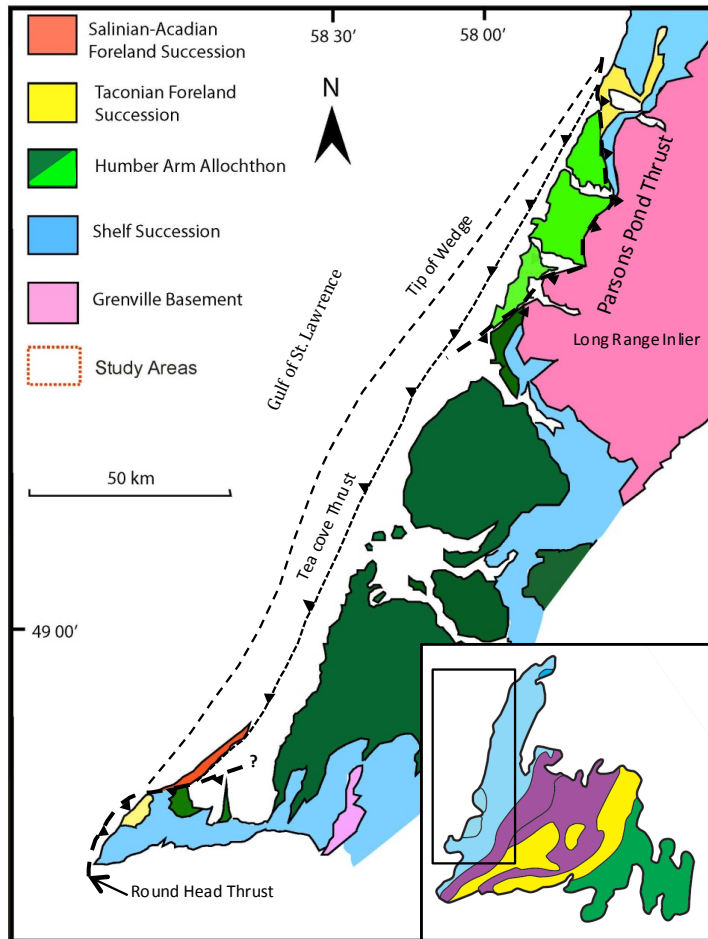 58 30'
58 00'
Salinian-Acadian
Foreland Succession
Taconian Foreland
Succession
Humber Arm Allochthon
Shelf Succession
Grenville Basement
Study Areas
50 km
N
Gulf of St. Lawrence
Tip of Wedge
Tea cove Thrust
Parsons Pond Thrust
Long Range Inlier
49 00'
?
Round Head Thrust